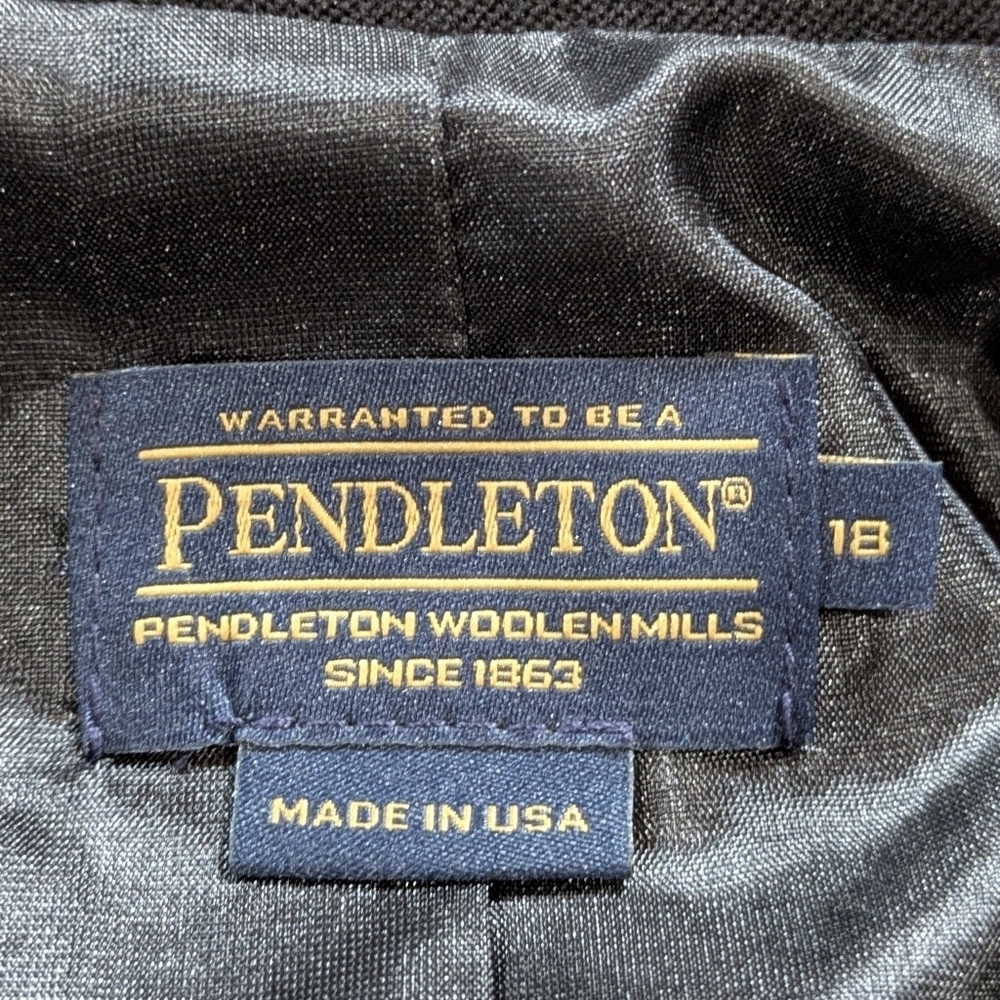 WARRANTED TO BE A
PENDLETON®
18
PENDLETON WOOLEN MILLS
SINCE 1863
MADE IN USA